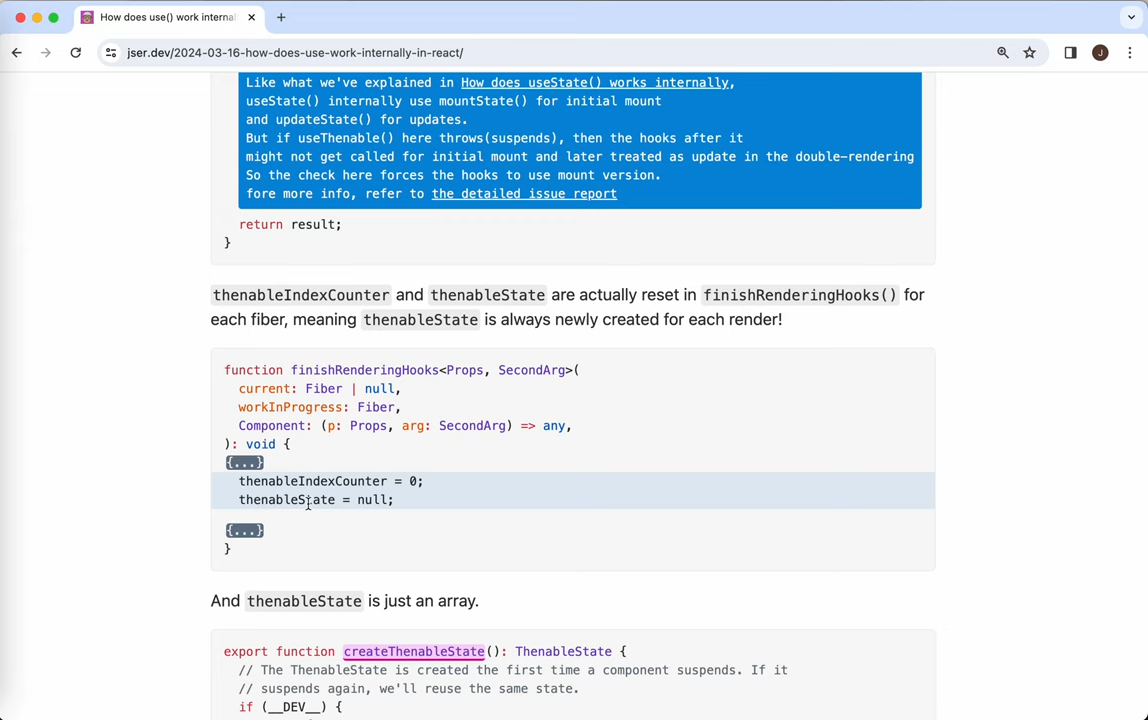 How does use() work internal
jser.dev/2024-03-16-how-does-use-work-internally-in-react/
J
Like what we've explained in How does useState() works internally,
useState() internally use mountState() for initial mount
and updateState() for updates.
But if useThenable() here throws(suspends), then the hooks after it
might not get called for initial mount and later treated as update in the double-rendering
So the check here forces the hooks to use mount version.
fore more info, refer to the detailed issue report
return result;
}
thenableIndexCounter and thenableState are actually reset in finishRenderingHooks() for
each fiber, meaning thenableState is always newly created for each render!
function finishRenderingHooks<Props, SecondArg>(
current: Fiber | null,
workInProgress: Fiber,
Component: (p: Props, arg: SecondArg) => any,
): void {
{...}
thenableIndexCounter = 0;
thenableState = null;
{...}
}
And thenableState is just an array.
export function createThenableState(): ThenableState {
// The ThenableState is created the first time a component suspends. If it
// suspends again, we'll reuse the same state.
if (__DEV__) {